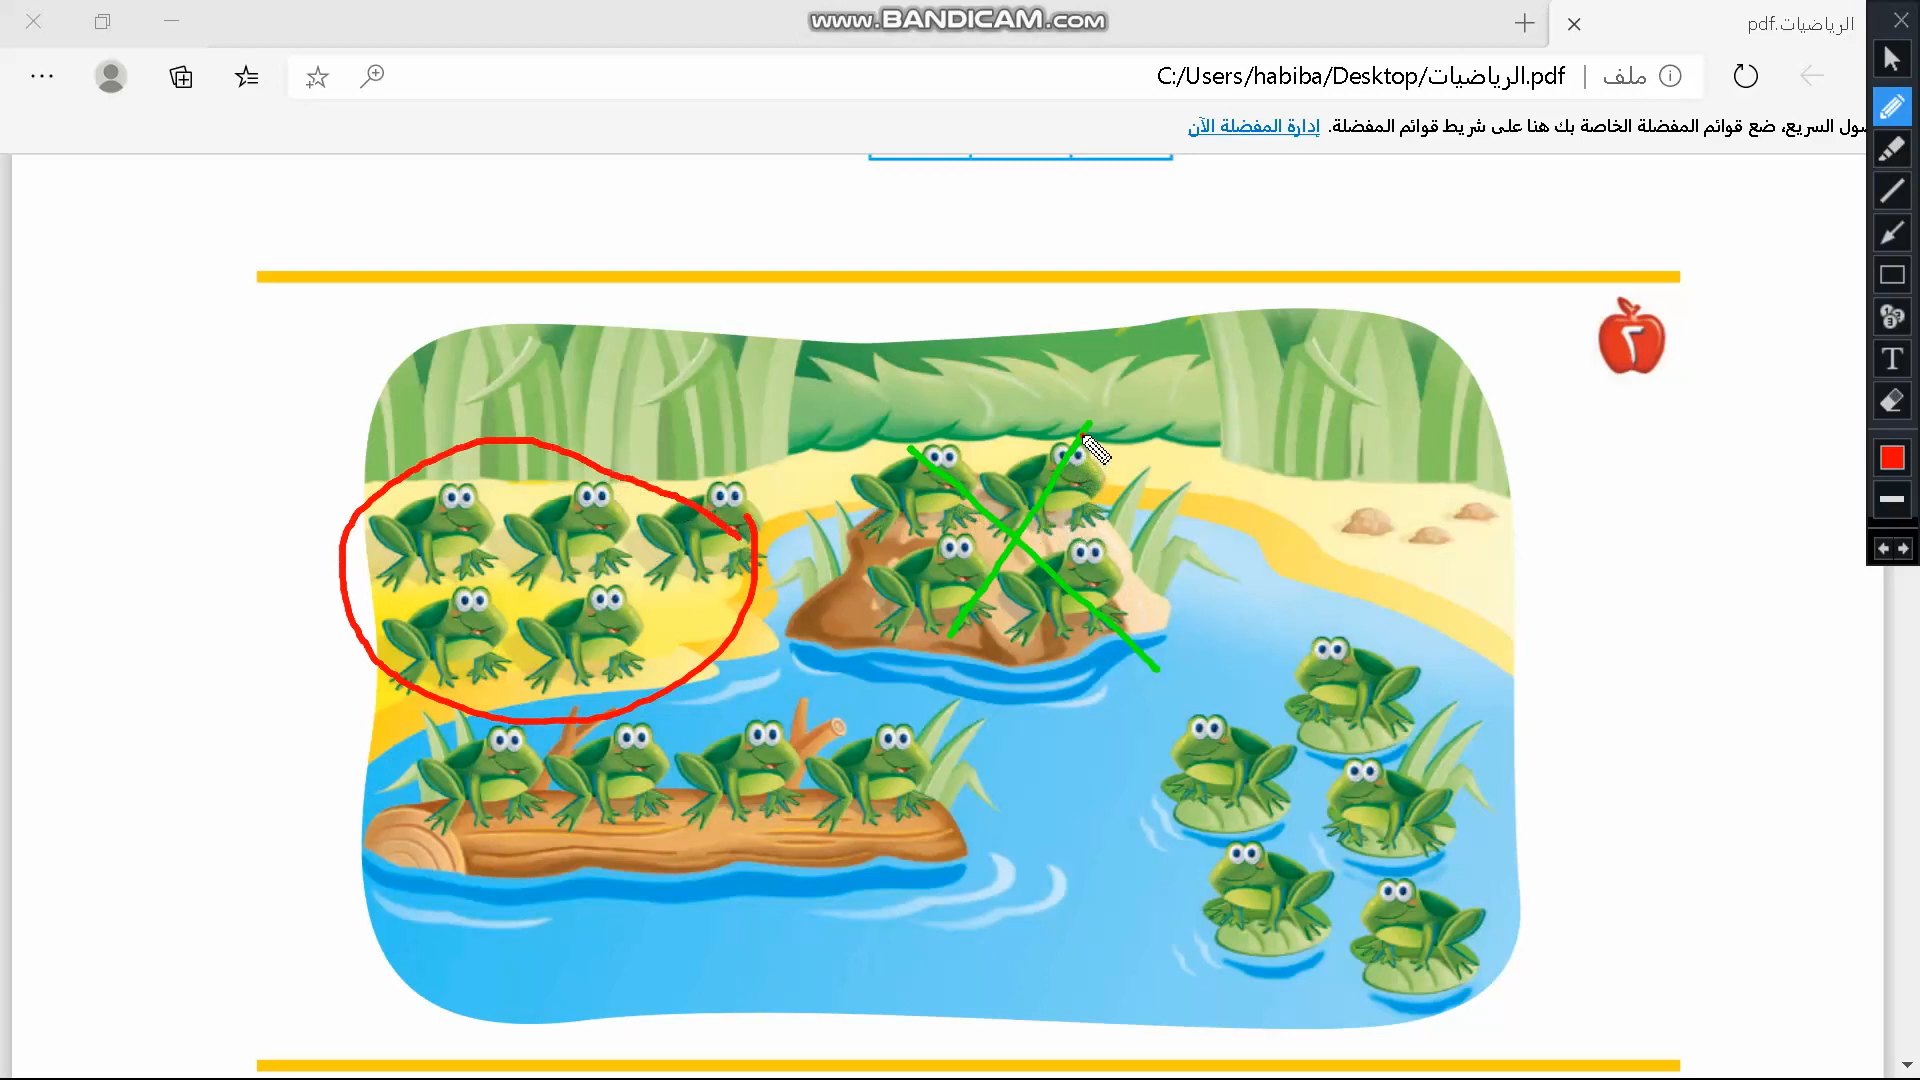 www.BANDICAM.com
الرياضيات.pdf
C:/Users/habiba/Desktop/الرياضيات.pdf | ملف
ول السريع، ضع قوائم المفضلة الخاصة بك هنا على شريط قوائم المفضلة. إدارة المفضلة الآن
٢
T